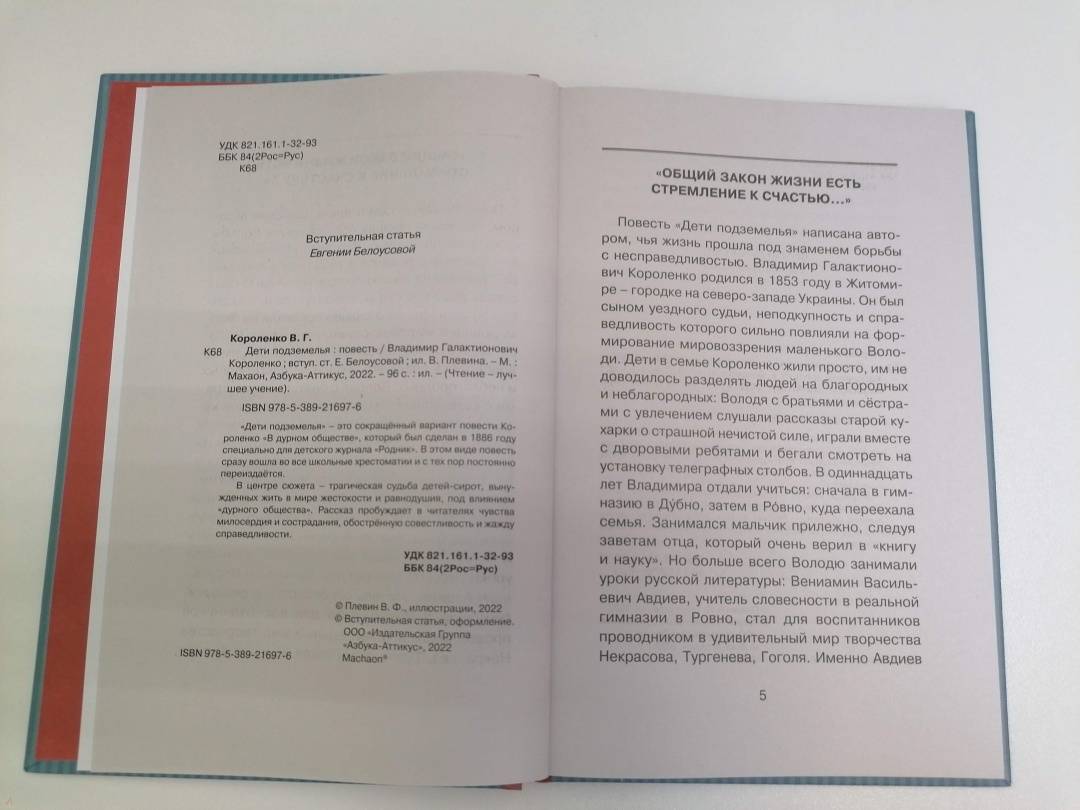 УДК 821.161.1-32-93
ББК 84(2Рос=Рус)
К68
Вступительная статья
Евгении Белоусовой
Короленко В. Г.
К68 Дети подземелья : повесть / Владимир Галактионович
Короленко ; вступ. ст. Е. Белоусовой ; ил. В. Плевина. – М. :
Махаон, Азбука-Аттикус, 2022. – 96 с. : ил. – (Чтение – луч-
шее учение).
ISBN 978-5-389-21697-6
«Дети подземелья» – это сокращённый вариант повести Ко-
роленко «В дурном обществе», который был сделан в 1886 году
специально для детского журнала «Родник». В этом виде повесть
сразу вошла во все школьные хрестоматии и с тех пор постоянно
переиздаётся.
В центре сюжета – трагическая судьба детей-сирот, выну-
жденных жить в мире жестокости и равнодушия, под влиянием
«дурного общества». Рассказ пробуждает в читателях чувства
милосердия и сострадания, обострённую совестливость и жажду
справедливости.
УДК 821.161.1-32-93
ББК 84(2Рос=Рус)
© Плевин В. Ф., иллюстрации, 2022
© Вступительная статья, оформление.
ООО «Издательская Группа
«Азбука-Аттикус», 2022
Machaon®
ISBN 978-5-389-21697-6
«ОБЩИЙ ЗАКОН ЖИЗНИ ЕСТЬ
СТРЕМЛЕНИЕ К СЧАСТЬЮ...»
Повесть «Дети подземелья» написана авто-
ром, чья жизнь прошла под знаменем борьбы
с несправедливостью. Владимир Галактионо-
вич Короленко родился в 1853 году в Житоми-
ре – городке на северо-западе Украины. Он был
сыном уездного судьи, неподкупность и спра-
ведливость которого сильно повлияли на фор-
мирование мировоззрения маленького Воло-
ди. Дети в семье Короленко жили просто, им не
доводилось разделять людей на благородных
и неблагородных: Володя с братьями и сёстра-
ми с увлечением слушали рассказы старой ку-
харки о страшной нечистой силе, играли вместе
с дворовыми ребятами и бегали смотреть на
установку телеграфных столбов. В одиннадцать
лет Владимира отдали учиться: сначала в гим-
назию в Ду́бно, затем в Ро́вно, куда переехала
семья. Занимался мальчик прилежно, следуя
заветам отца, который очень верил в «книгу
и науку». Но больше всего Володю занимали
уроки русской литературы: Вениамин Василь-
евич Авдиев, учитель словесности в реальной
гимназии в Ровно, стал для воспитанников
проводником в удивительный мир творчества
Некрасова, Тургенева, Гоголя. Именно Авдиев
5